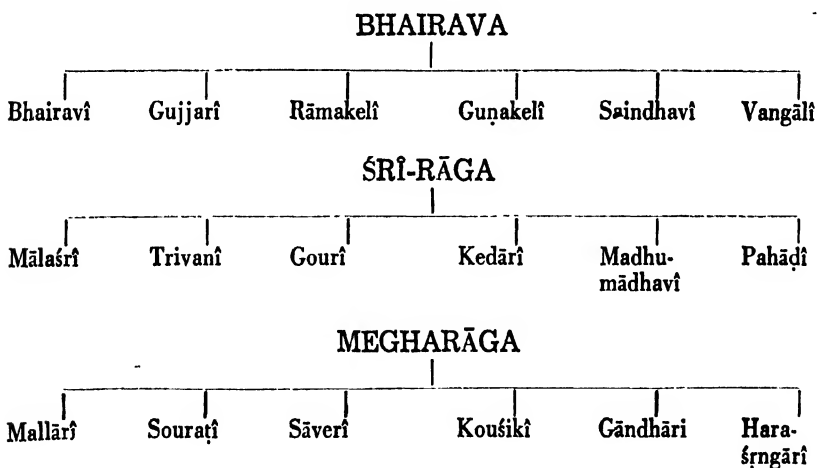 BHAIRAVA
Bhairavî Gujjarî Rāmakelî Guṇakelî Saindhavî Vangālî
ŚRÎ-RĀGA
Mālaśrî Trivanî Gourî Kedārî Madhu- Pahāḍî
mādhavî
MEGHARĀGA
Mallārî Souraṭî Sāverî Kouśikî Gāndhāri Hara-
śṛngārî